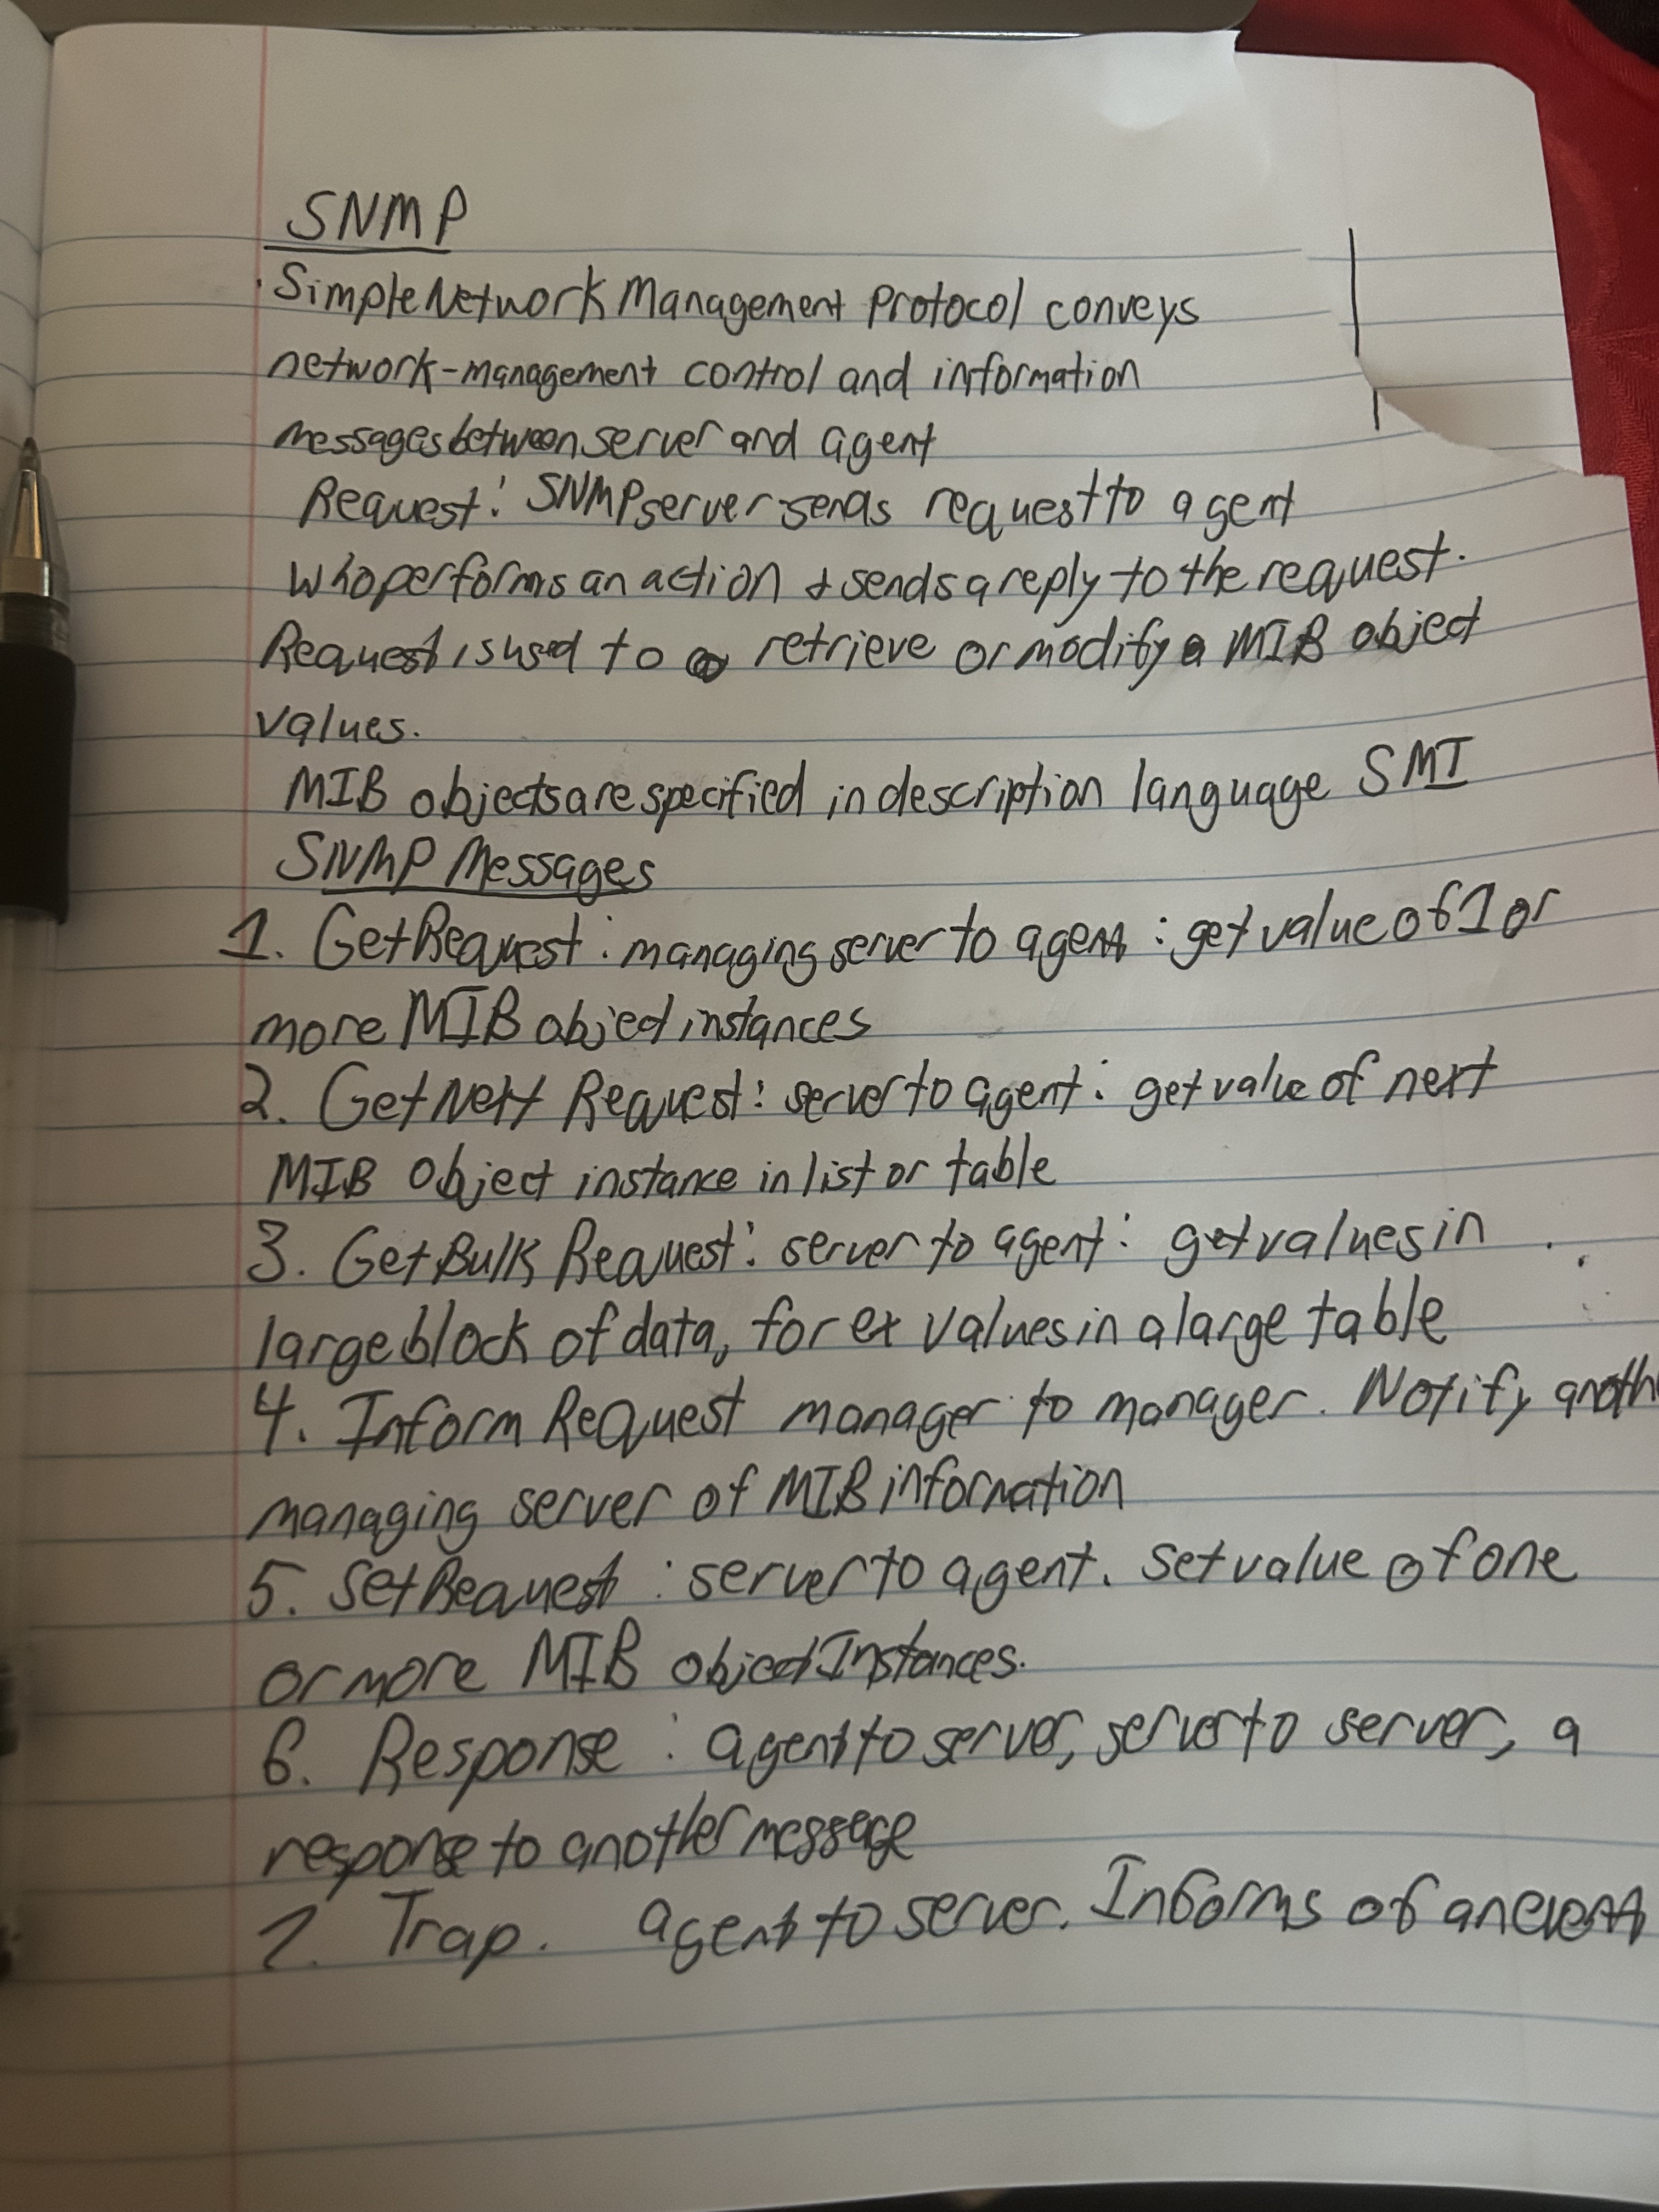 SNMP
· Simple Network Management Protocol conveys
network-management control and information
messages between server and agent
Request: SNMP server sends request to agent
who performs an action & sends a reply to the request.
Request is used to retrieve or modify a MIB object
values.
MIB objects are specified in description language SMI
SNMP Messages
1. GetRequest: managing server to agent: get value of 1 or
more MIB object instances
2. GetNext Request: server to agent: get value of next
MIB object instance in list or table
3. GetBulk Request: server to agent: get values in
large block of data, for ex values in a large table
4. Inform Request manager to manager. Notify anoth
managing server of MIB information
5. SetRequest: server to agent. Set value of one
or more MIB object Instances.
6. Response: agent to server, server to server, a
response to another message
7. Trap. agent to server. Informs of an event